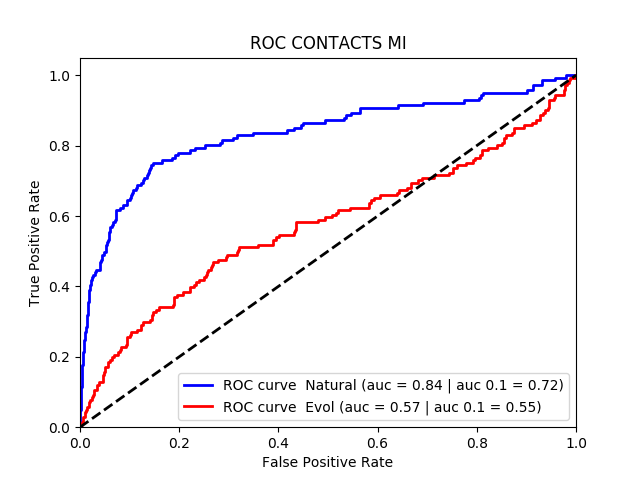 ROC CONTACTS MI
True Positive Rate
1.0
0.8
0.6
0.4
0.2
0.0
ROC curve  Natural (auc = 0.84 | auc 0.1 = 0.72)
ROC curve  Evol (auc = 0.57 | auc 0.1 = 0.55)
0.0 0.2 0.4 0.6 0.8 1.0
False Positive Rate